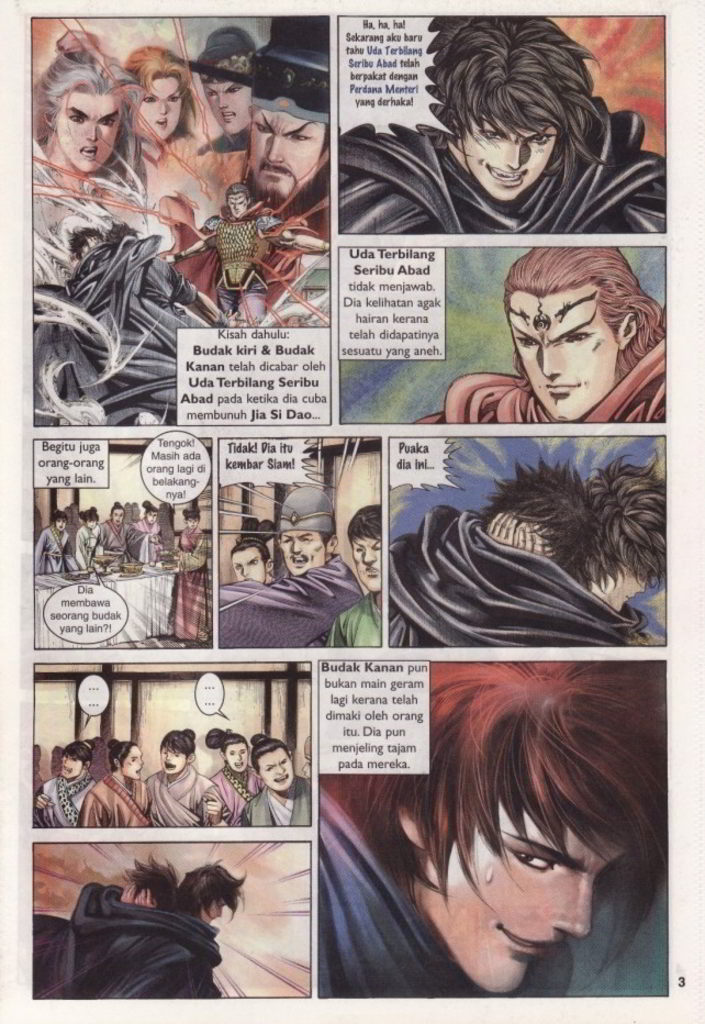 Kisah dahulu:
Budak kiri & Budak
Kanan telah dicabar oleh
Uda Terbilang Seribu
Abad pada ketika dia cuba
membunuh Jia Si Dao...
Ha, ha, ha!
Sekarang aku baru
tahu Uda Terbilang
Seribu Abad telah
berpakat dengan
Perdana Menteri
yang derhaka!
Uda Terbilang
Seribu Abad
tidak menjawab.
Dia kelihatan agak
hairan kerana
telah didapatinya
sesuatu yang aneh.
Begitu juga
orang-orang
yang lain.
Tengok!
Masih ada
orang lagi di
belakang-
nya!
Dia
membawa
seorang budak
yang lain?!
Tidak! Dia itu
kembar Siam!
Puaka
dia ini...
...
...
...
...
Budak Kanan pun
bukan main geram
lagi kerana telah
dimaki oleh orang
itu. Dia pun
menjeling tajam
pada mereka.
3